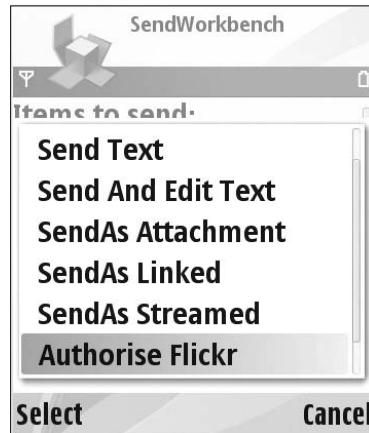 SendWorkbench
Items to send:
Send Text
Send And Edit Text
SendAs Attachment
SendAs Linked
SendAs Streamed
Authorise Flickr
Select Cancel